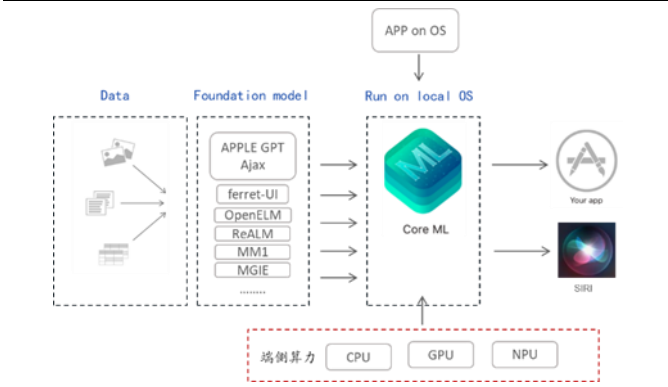 APP on OS
Data
Foundation model
Run on local OS
APPLE GPT
Ajax
ferret-UI
OpenELM
ReALM
MM1
MGIE
........
ML
Core ML
Your app
SIRI
端侧算力
CPU
GPU
NPU